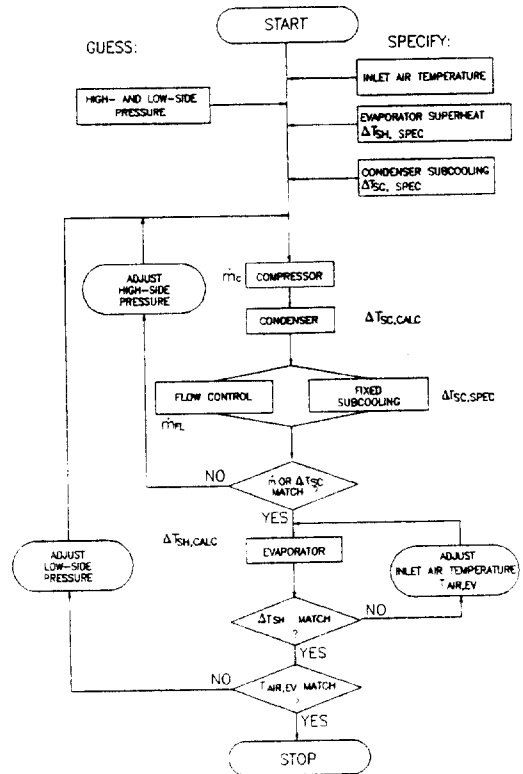 START
GUESS:
SPECIFY:
INLET AIR TEMPERATURE
HIGH- AND LOW-SIDE
PRESSURE
EVAPORATOR SUPERHEAT
ΔTSH, SPEC
CONDENSER SUBCOOLING
ΔTSC, SPEC
ADJUST
HIGH-SIDE
PRESSURE
ṁC
COMPRESSOR
CONDENSER
ΔTSC,CALC
FLOW CONTROL
FIXED
SUBCOOLING
ΔTSC,SPEC
ṁFL
NO
ṁ OR ΔTSC
MATCH ?
YES
ΔTSH,CALC
EVAPORATOR
ADJUST
LOW-SIDE
PRESSURE
ADJUST
INLET AIR TEMPERATURE
TAIR,EV
ΔTSH MATCH
?
NO
YES
NO
TAIR,EV MATCH
?
YES
STOP